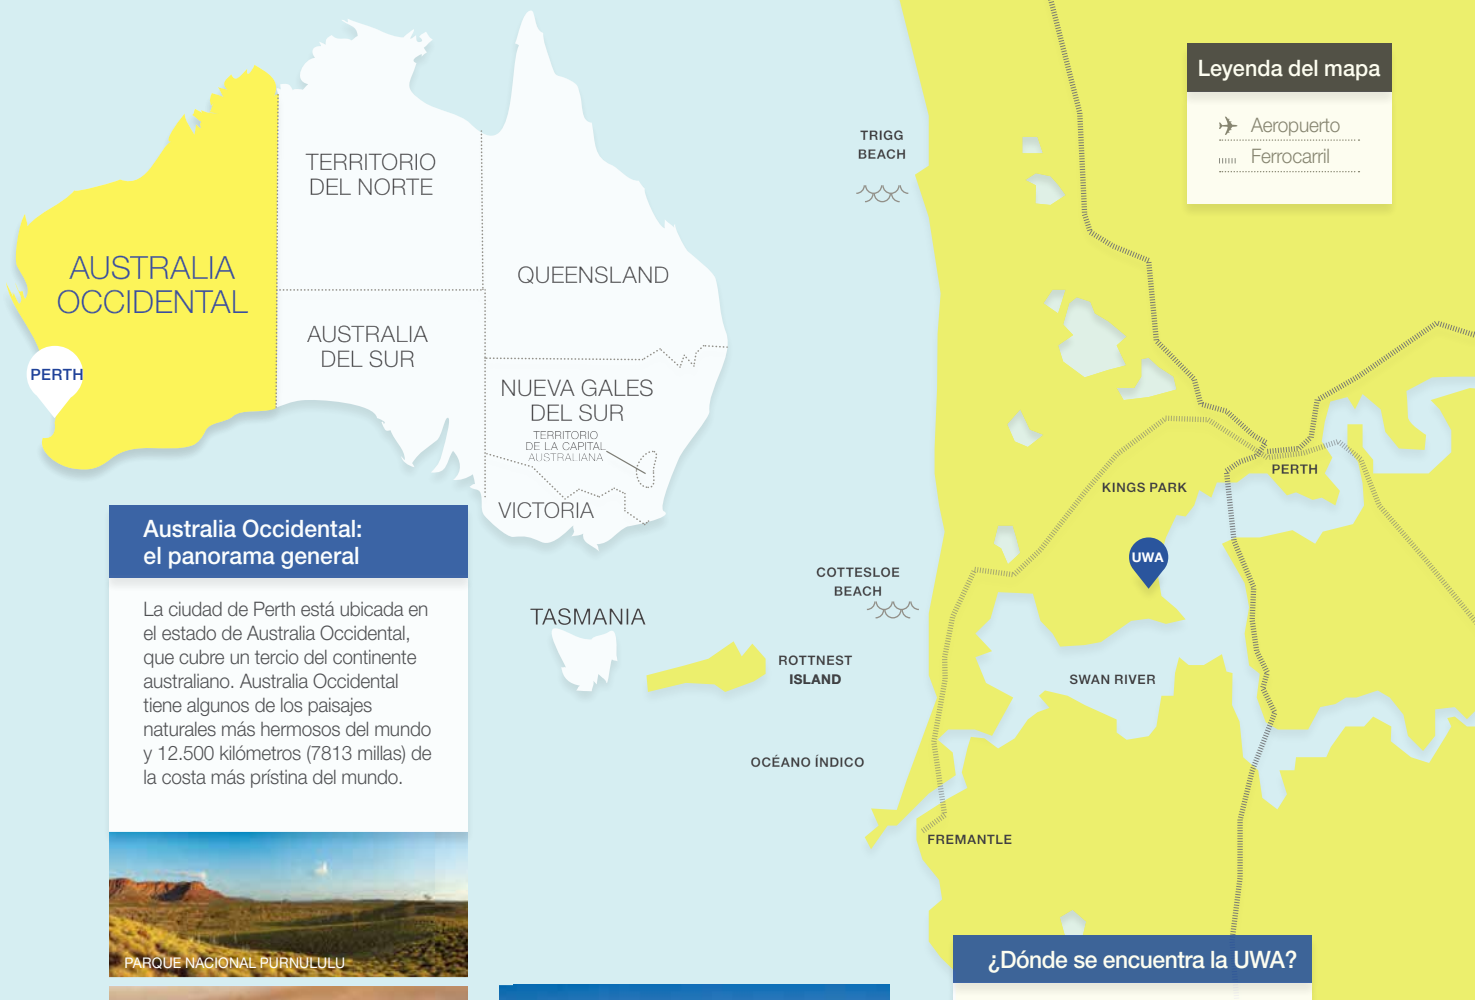 TERRITORIO
DEL NORTE
AUSTRALIA
OCCIDENTAL
QUEENSLAND
AUSTRALIA
DEL SUR
PERTH
NUEVA GALES
DEL SUR
TERRITORIO
DE LA CAPITAL
AUSTRALIANA
VICTORIA
TASMANIA
Australia Occidental:
el panorama general
La ciudad de Perth está ubicada en
el estado de Australia Occidental,
que cubre un tercio del continente
australiano. Australia Occidental
tiene algunos de los paisajes
naturales más hermosos del mundo
y 12.500 kilómetros (7813 millas) de
la costa más prístina del mundo.
PARQUE NACIONAL PURNULULU
Leyenda del mapa
Aeropuerto
Ferrocarril
TRIGG
BEACH
PERTH
KINGS PARK
UWA
COTTESLOE
BEACH
ROTTNEST
ISLAND
SWAN RIVER
OCÉANO ÍNDICO
FREMANTLE
¿Dónde se encuentra la UWA?